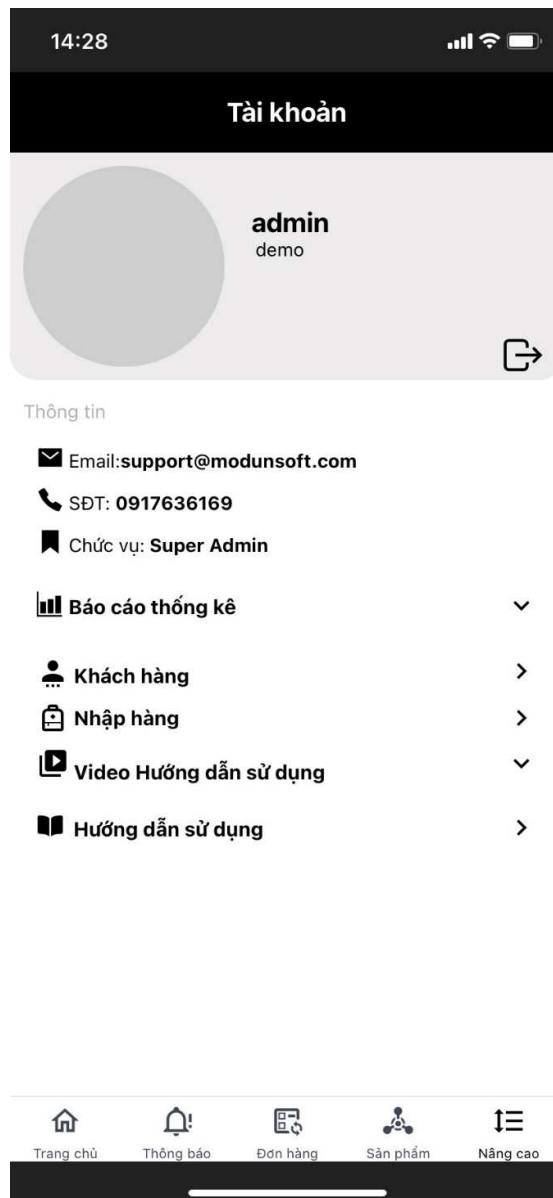 14:28
Tài khoản
admin
demo
Thông tin
Email:support@modunsoft.com
SĐT: 0917636169
Chức vụ: Super Admin
Báo cáo thống kê
Khách hàng
Nhập hàng
Video Hướng dẫn sử dụng
Hướng dẫn sử dụng
Trang chủ Thông báo Đơn hàng Sản phẩm Nâng cao